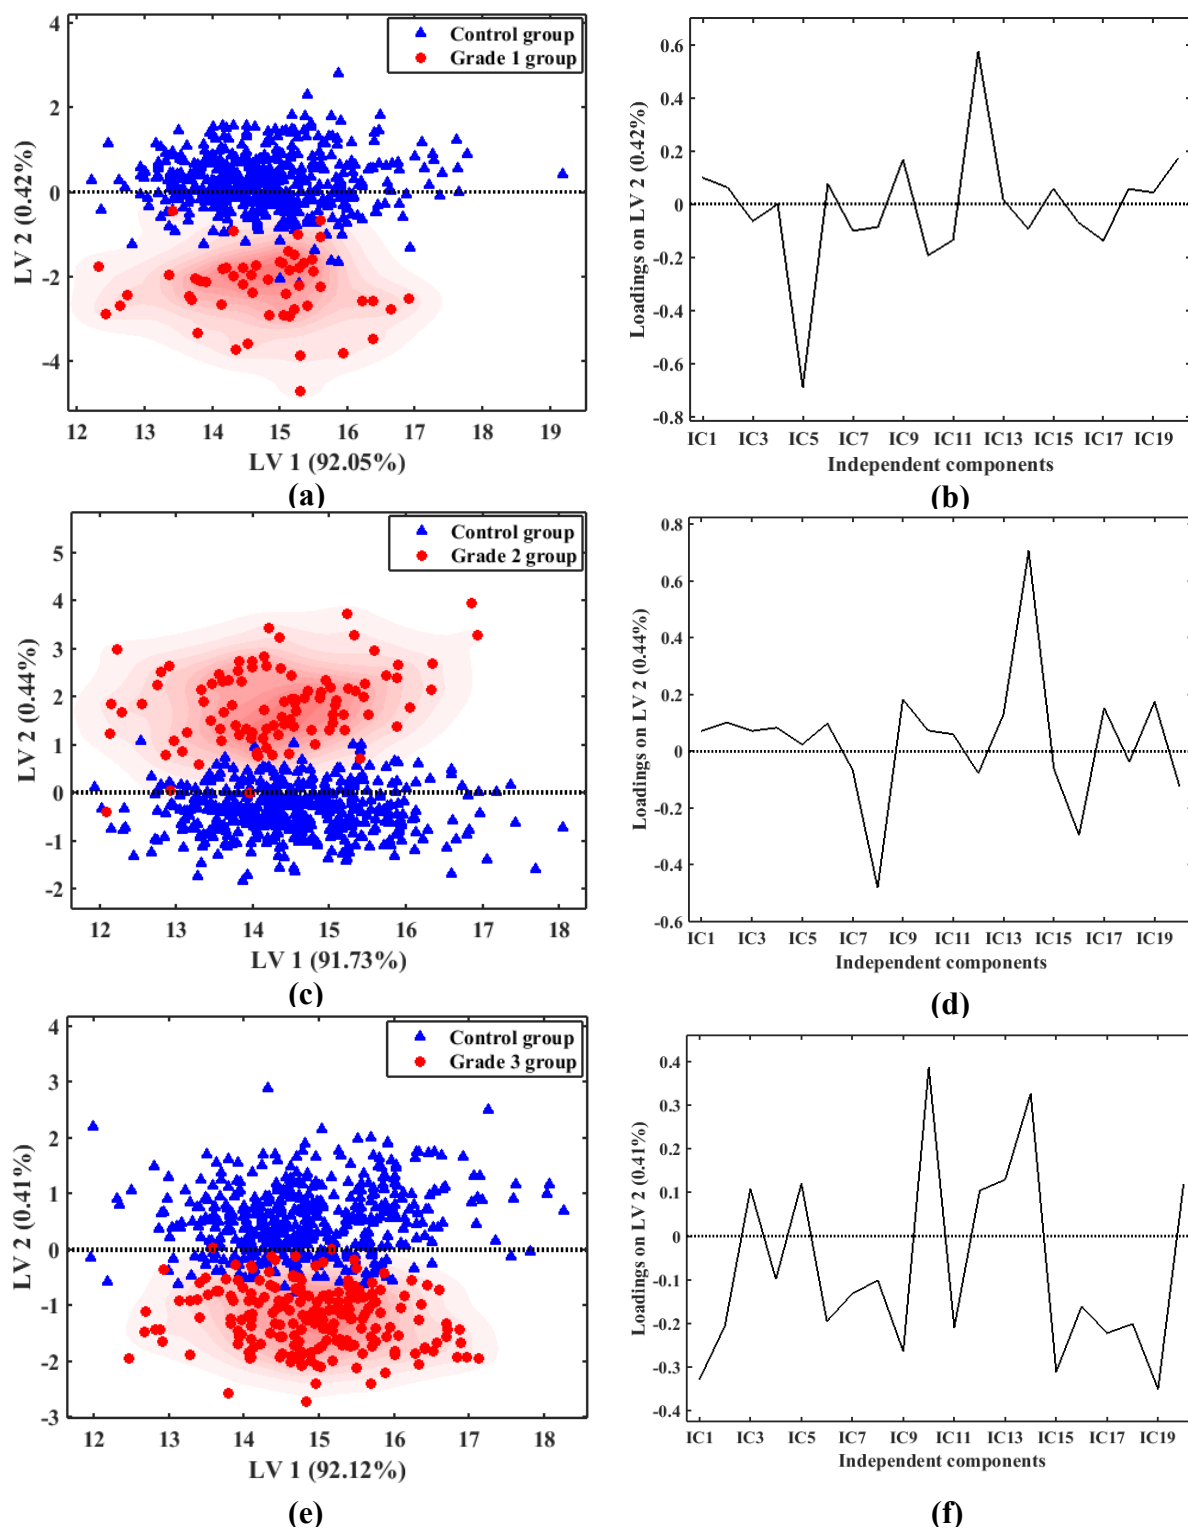 4
2
0
-2
-4
LV 2 (0.42%)
Control group
Grade 1 group
12 13 14 15 16 17 18 19
LV 1 (92.05%)
(a)
0.6
0.4
0.2
0
-0.2
-0.4
-0.6
-0.8
Loadings on LV 2 (0.42%)
IC1 IC3 IC5 IC7 IC9 IC11 IC13 IC15 IC17 IC19
Independent components
(b)
5
4
3
2
1
0
-1
-2
LV 2 (0.44%)
Control group
Grade 2 group
12 13 14 15 16 17 18
LV 1 (91.73%)
(c)
0.8
0.6
0.4
0.2
0
-0.2
-0.4
-0.6
Loadings on LV 2 (0.44%)
IC1 IC3 IC5 IC7 IC9 IC11 IC13 IC15 IC17 IC19
Independent components
(d)
4
3
2
1
0
-1
-2
-3
LV 2 (0.41%)
Control group
Grade 3 group
12 13 14 15 16 17 18
LV 1 (92.12%)
(e)
0.4
0.3
0.2
0.1
0
-0.1
-0.2
-0.3
-0.4
Loadings on LV 2 (0.41%)
IC1 IC3 IC5 IC7 IC9 IC11 IC13 IC15 IC17 IC19
Independent components
(f)